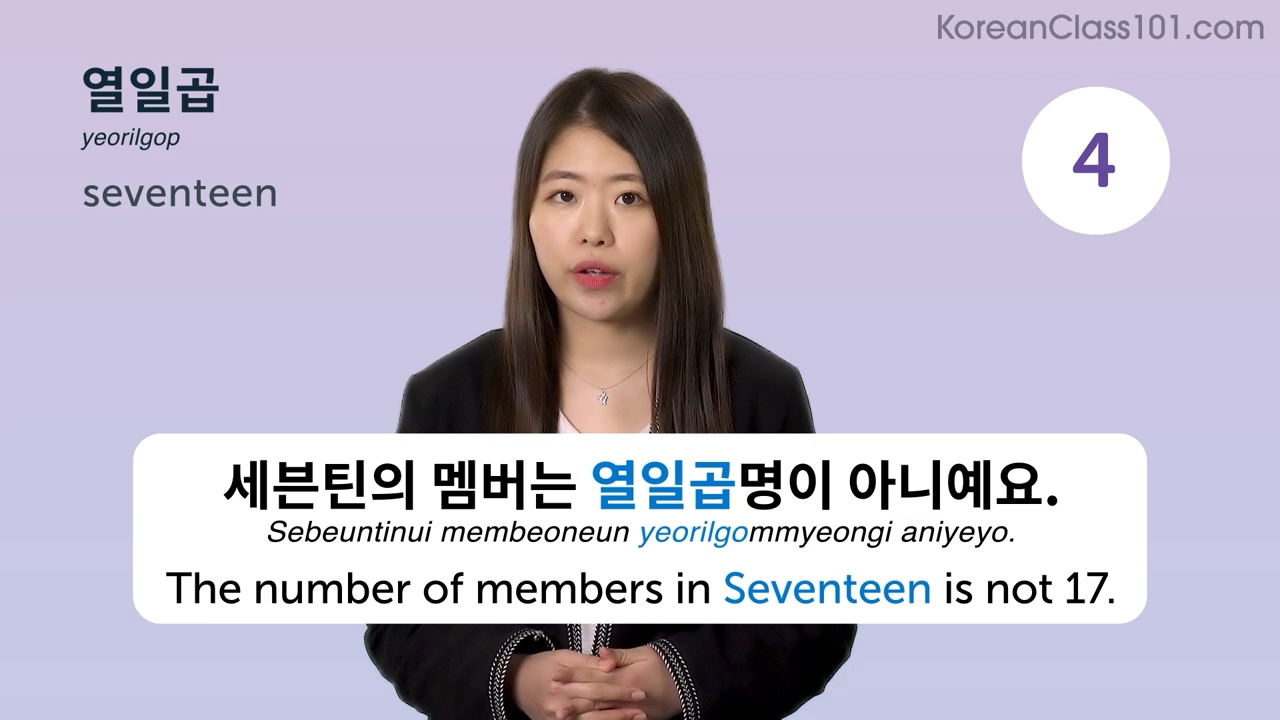 KoreanClass101.com
열일곱
yeorilgop
seventeen
4
세븐틴의 멤버는 열일곱명이 아니예요.
Sebeuntinui membeoneun yeorilgommyeongi aniyeyo.
The number of members in Seventeen is not 17.